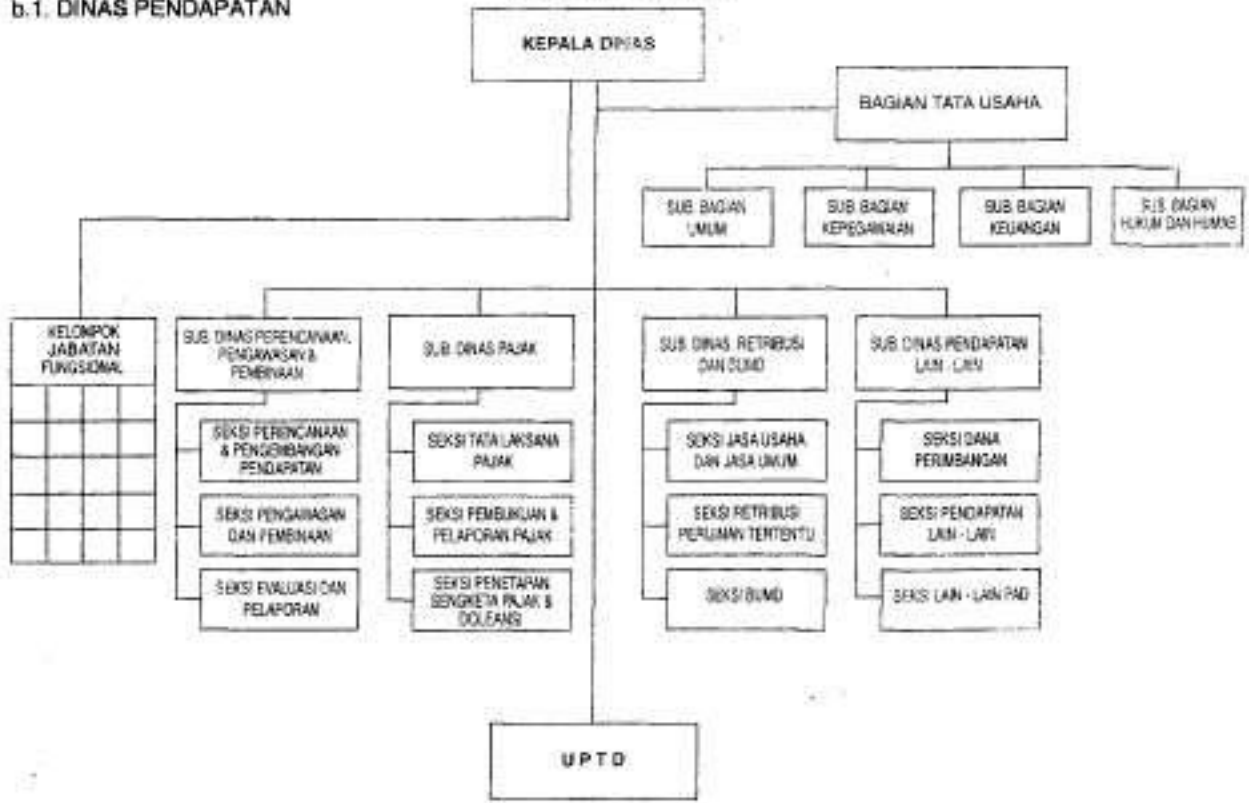 b.1. DINAS PENDAPATAN
KEPALA DINAS
BAGIAN TATA USAHA
SUB. BAGIAN
UMUM
SUB. BAGIAN
KEPEGAWAIAN
SUB. BAGIAN
KEUANGAN
SUB. BAGIAN
HUKUM DAN HUMAS
KELOMPOK
JABATAN
FUNGSIONAL
SUB. DINAS PERENCANAAN,
PENGAWASAN &
PEMBINAAN
SUB. DINAS PAJAK
SUB. DINAS RETRIBUSI
DAN BUMD
SUB. DINAS PENDAPATAN
LAIN - LAIN
SEKSI PERENCANAAN
& PENGEMBANGAN
PENDAPATAN
SEKSI TATA LAKSANA
PAJAK
SEKSI JASA USAHA
DAN JASA UMUM
SEKSI DANA
PERIMBANGAN
SEKSI PENGAWASAN
DAN PEMBINAAN
SEKSI PEMBUKUAN &
PELAPORAN PAJAK
SEKSI RETRIBUSI
PERIJINAN TERTENTU
SEKSI PENDAPATAN
LAIN - LAIN
SEKSI EVALUASI DAN
PELAPORAN
SEKSI PENETAPAN
SENGKETA PAJAK &
DOLEANSI
SEKSI BUMD
SEKSI LAIN - LAIN PAD
U P T D